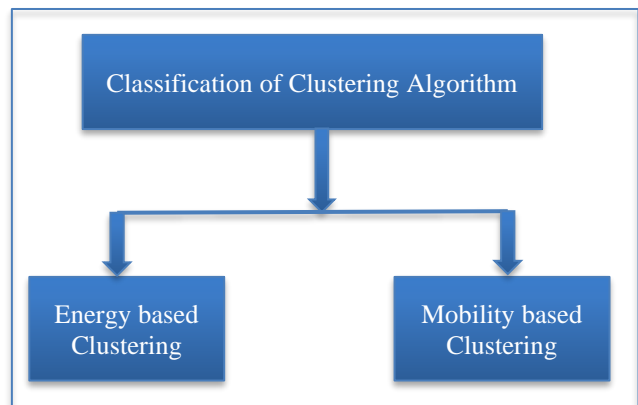 Classification of Clustering Algorithm
Energy based
Clustering
Mobility based
Clustering